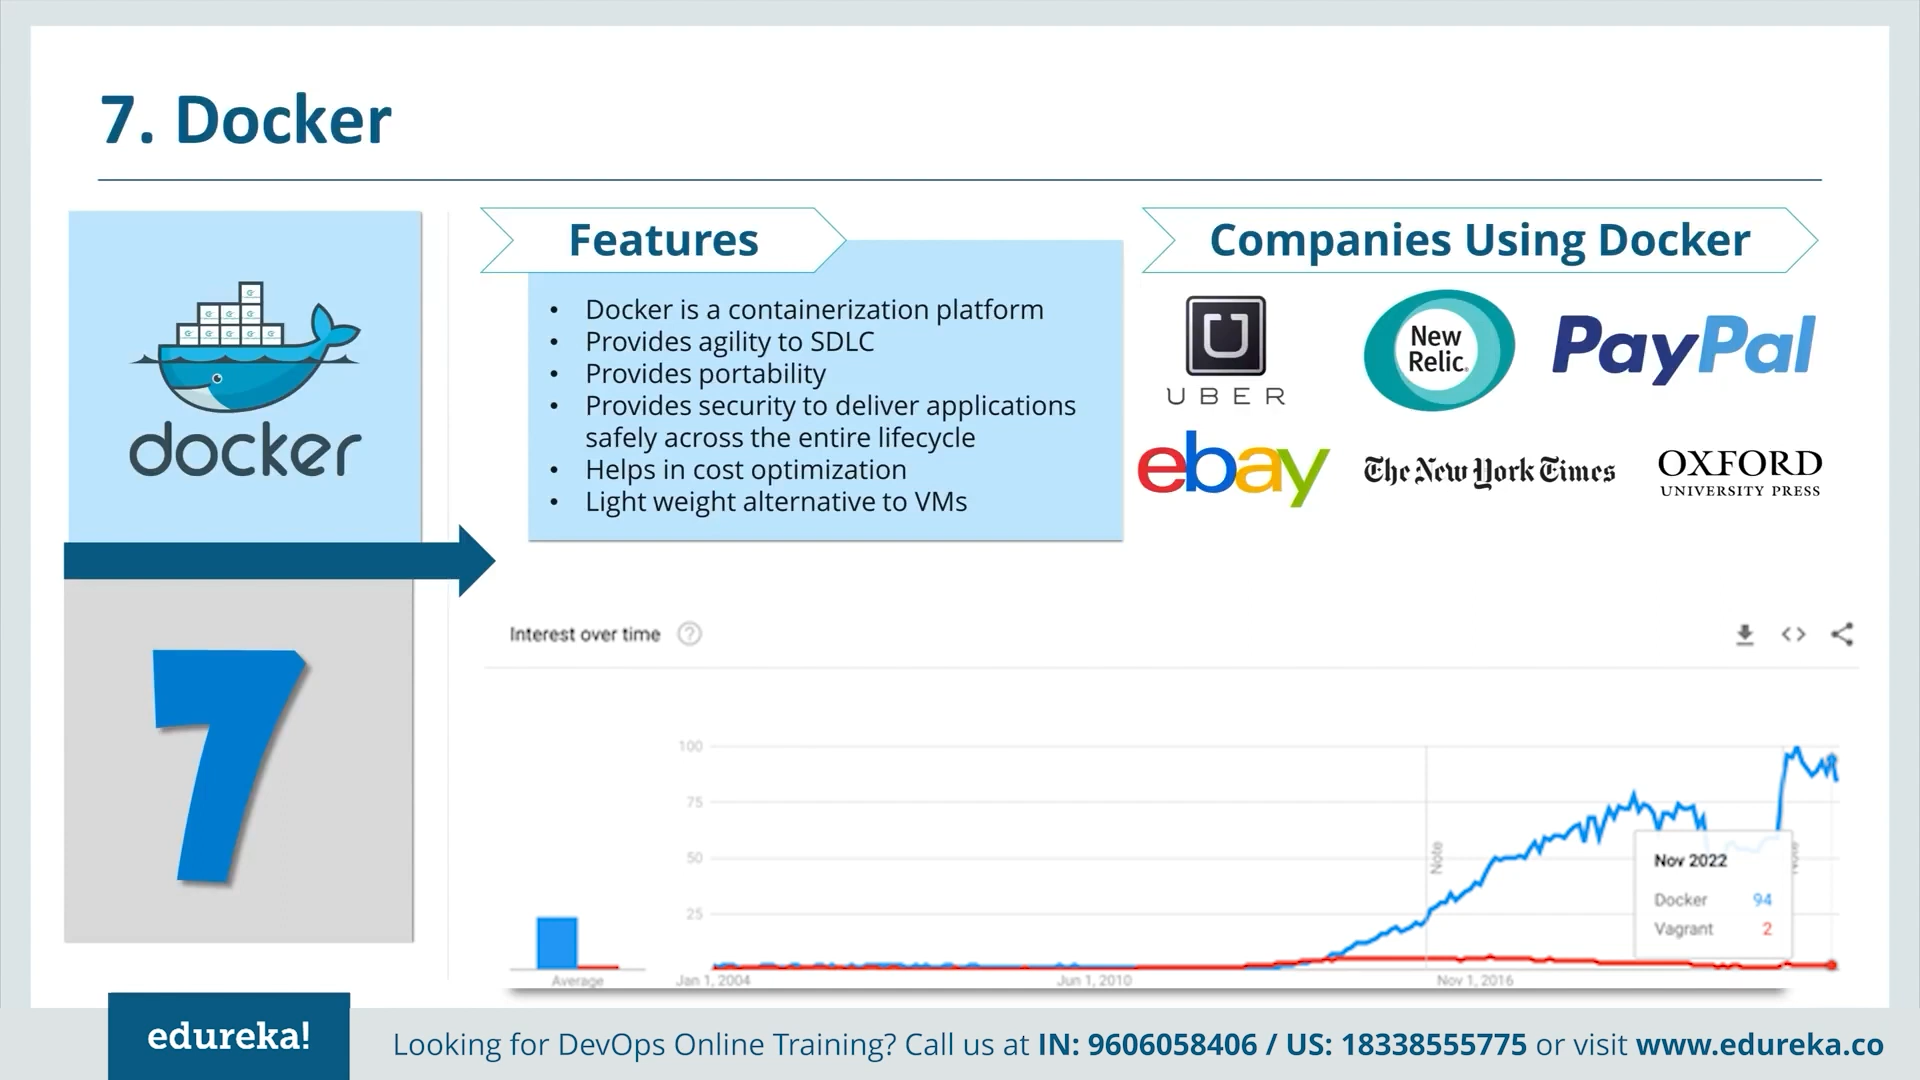 7. Docker
docker
7
Features
• Docker is a containerization platform
• Provides agility to SDLC
• Provides portability
• Provides security to deliver applications
safely across the entire lifecycle
• Helps in cost optimization
• Light weight alternative to VMs
Companies Using Docker
UBER
New
Relic.
PayPal
ebay
The New York Times
OXFORD
UNIVERSITY PRESS
Interest over time ?
100
75
50
25
Note
Note
Nov 2022
Docker 94
Vagrant 2
Average
Jan 1, 2004
Jun 1, 2010
Nov 1, 2016
edureka!
Looking for DevOps Online Training? Call us at IN: 9606058406 / US: 18338555775 or visit www.edureka.co